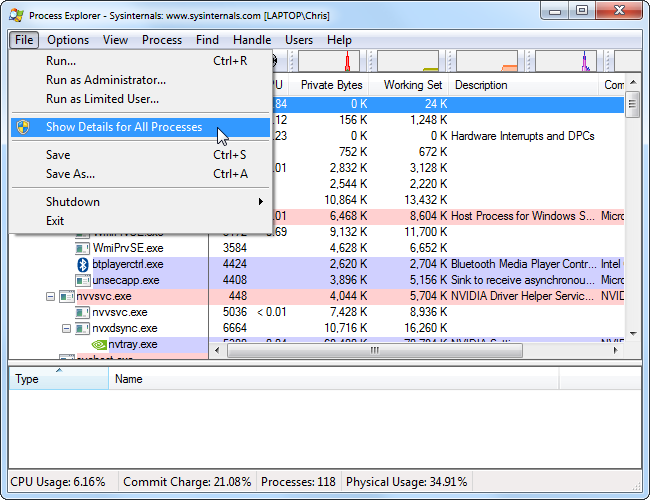 Process Explorer - Sysinternals: www.sysinternals.com [LAPTOP\Chris]
File Options View Process Find Handle Users Help
Run... Ctrl+R
Run as Administrator...
Run as Limited User...
Show Details for All Processes
Save Ctrl+S
Save As... Ctrl+A
Shutdown
Exit
PU Private Bytes Working Set Description Com
.84 0 K 24 K
.12 156 K 1,248 K
.23 0 K 0 K Hardware Interrupts and DPCs
752 K 672 K
.01 2,832 K 3,128 K
2,544 K 2,220 K
10,864 K 13,432 K
.01 6,468 K 8,604 K Host Process for Windows S... Micro
WmiPrvSE.exe 9,132 K 11,700 K
WmiPrvSE.exe 3584 4,628 K 6,652 K
btplayerctrl.exe 4424 2,620 K 2,704 K Bluetooth Media Player Contr... Intel
unsecapp.exe 4408 3,896 K 5,156 K Sink to receive asynchronou... Micro
nvvsvc.exe 448 4,044 K 5,704 K NVIDIA Driver Helper Servic... NVID
nvvsvc.exe 5036 < 0.01 7,428 K 8,936 K
nvxdsync.exe 6664 10,716 K 16,260 K
nvtray.exe
Type Name
CPU Usage: 6.16% Commit Charge: 21.08% Processes: 118 Physical Usage: 34.91%